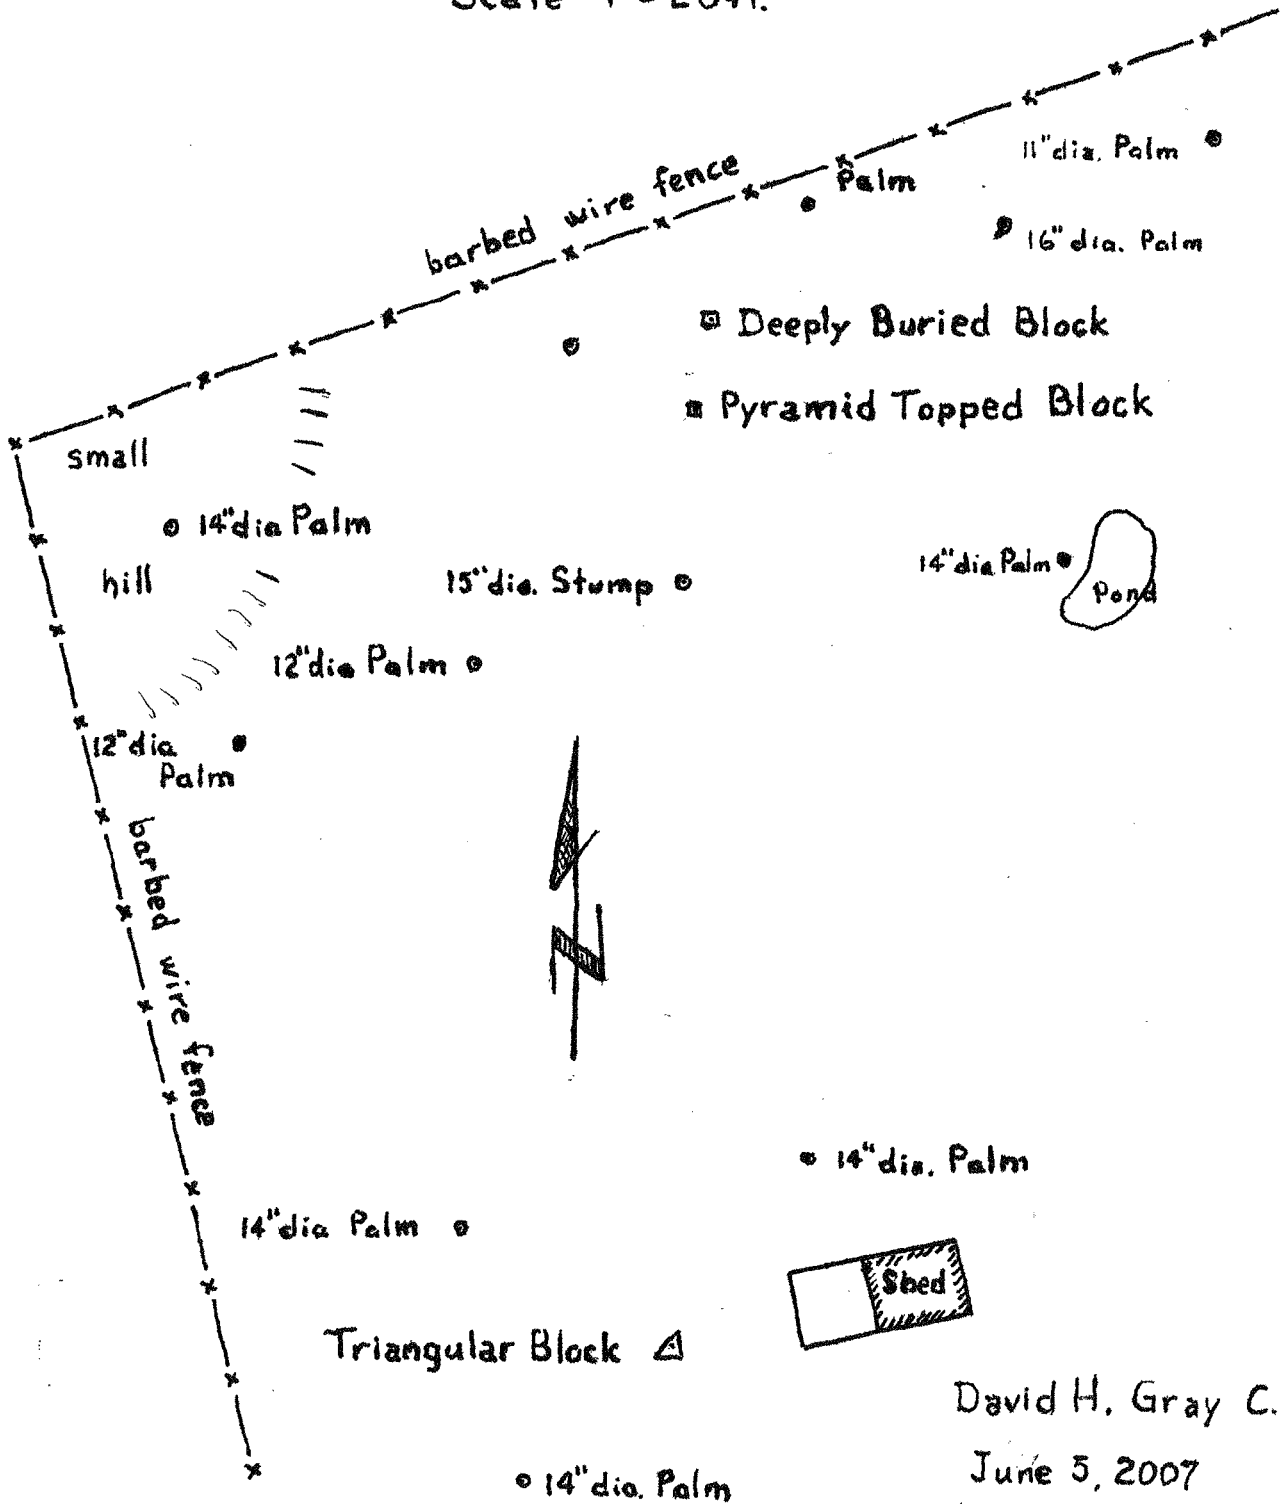 11" dia. Palm
barbed wire fence
Palm
16" dia. Palm
Deeply Buried Block
Pyramid Topped Block
small
14" dia Palm
hill
15" dia. Stump
14" dia Palm
Pond
12" dia Palm
12" dia
Palm
barbed wire fence
N
14" dia. Palm
14" dia Palm
Shed
Triangular Block
David H. Gray C.
June 5, 2007
14" dia. Palm